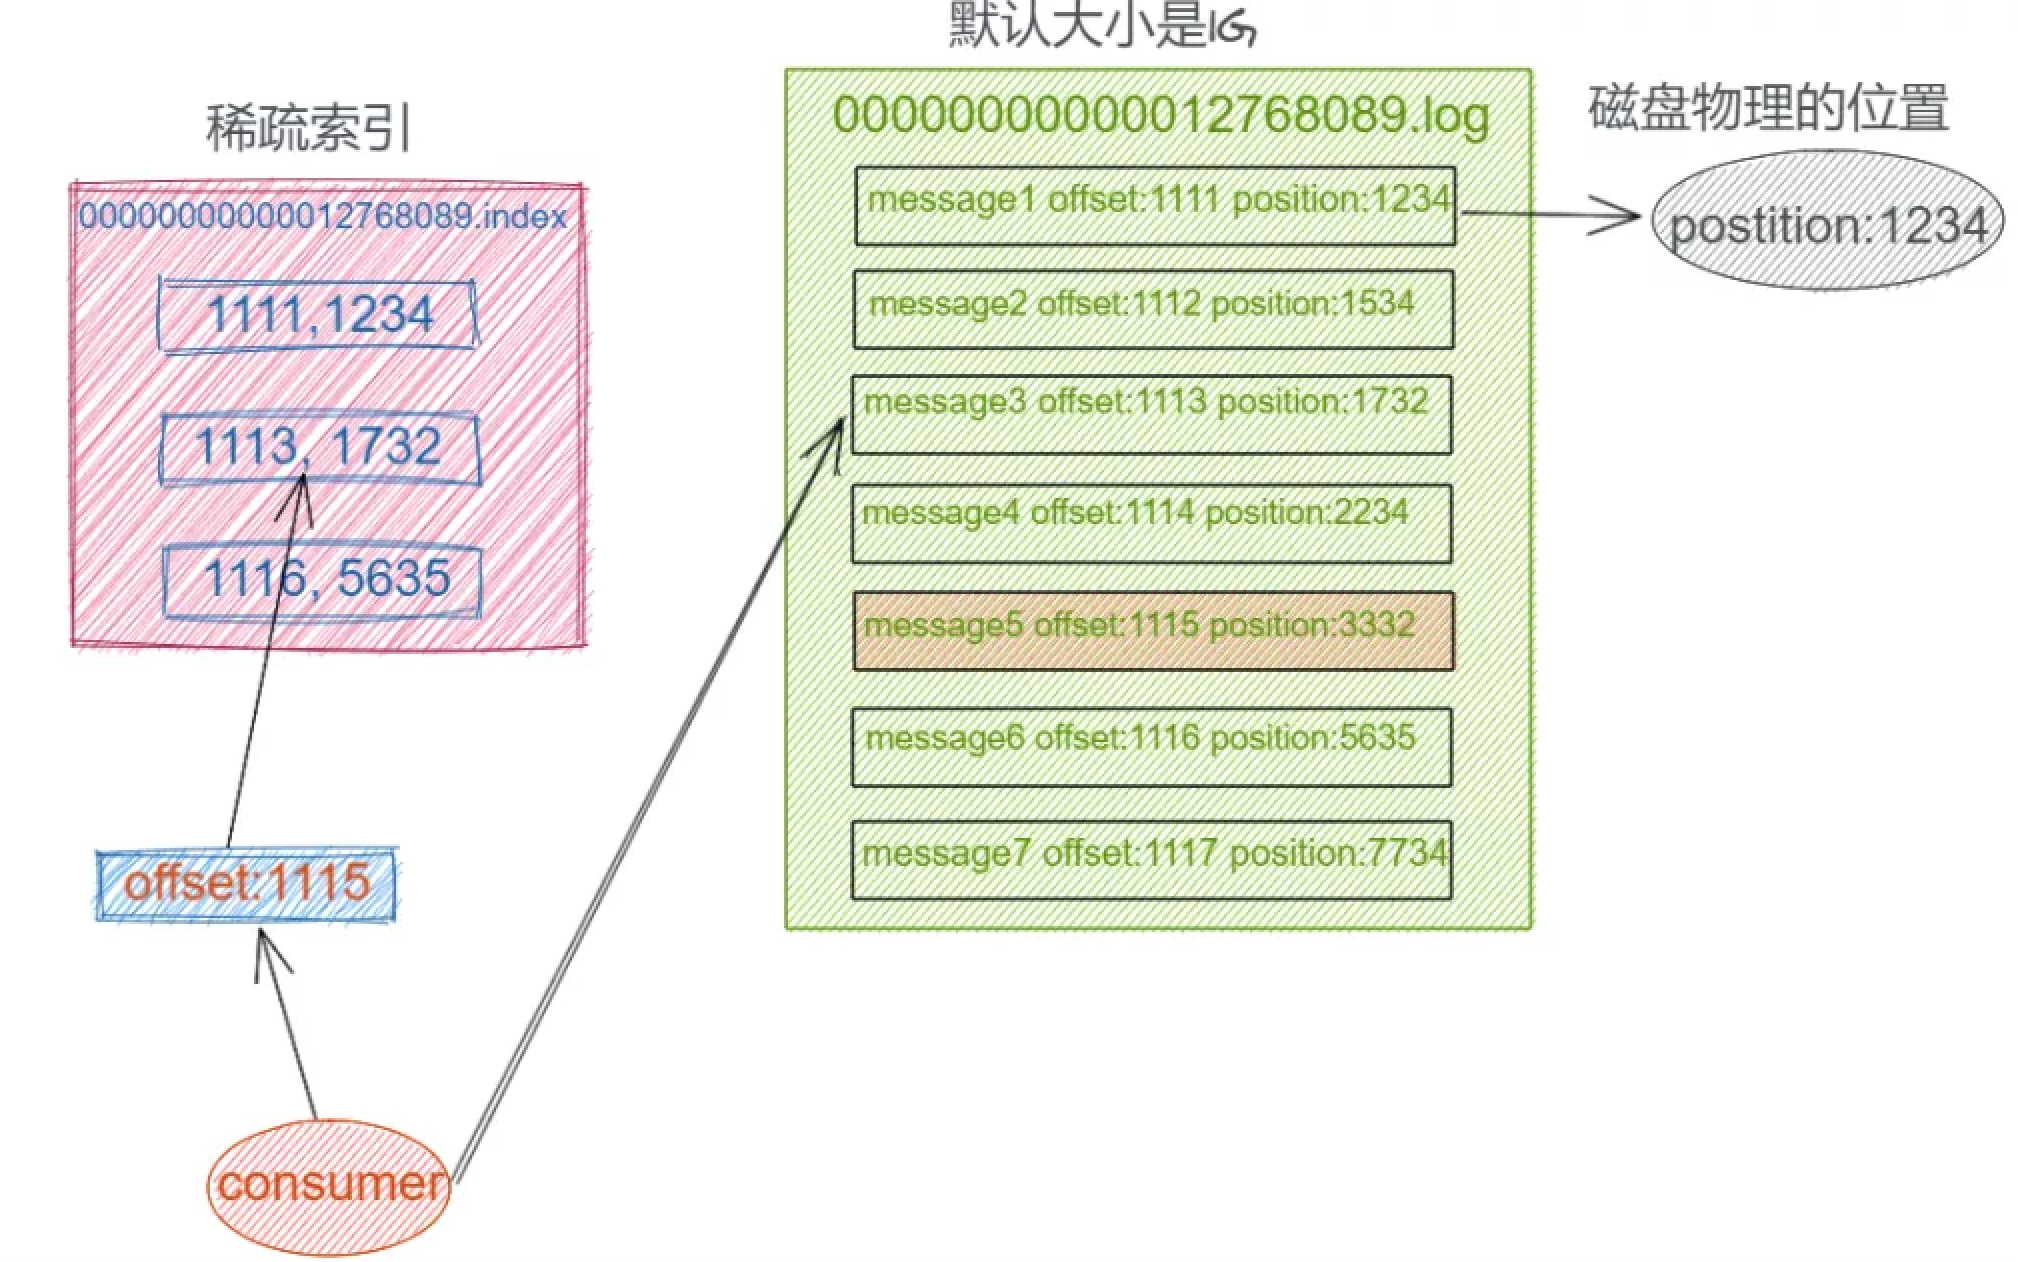 默认大小是1G
稀疏索引
00000000000012768089.index
1111,1234
1113, 1732
1116, 5635
offset:1115
consumer
00000000000012768089.log
message1 offset:1111 position:1234
message2 offset:1112 position:1534
message3 offset:1113 position:1732
message4 offset:1114 position:2234
message5 offset:1115 position:3332
message6 offset:1116 position:5635
message7 offset:1117 position:7734
磁盘物理的位置
postition:1234